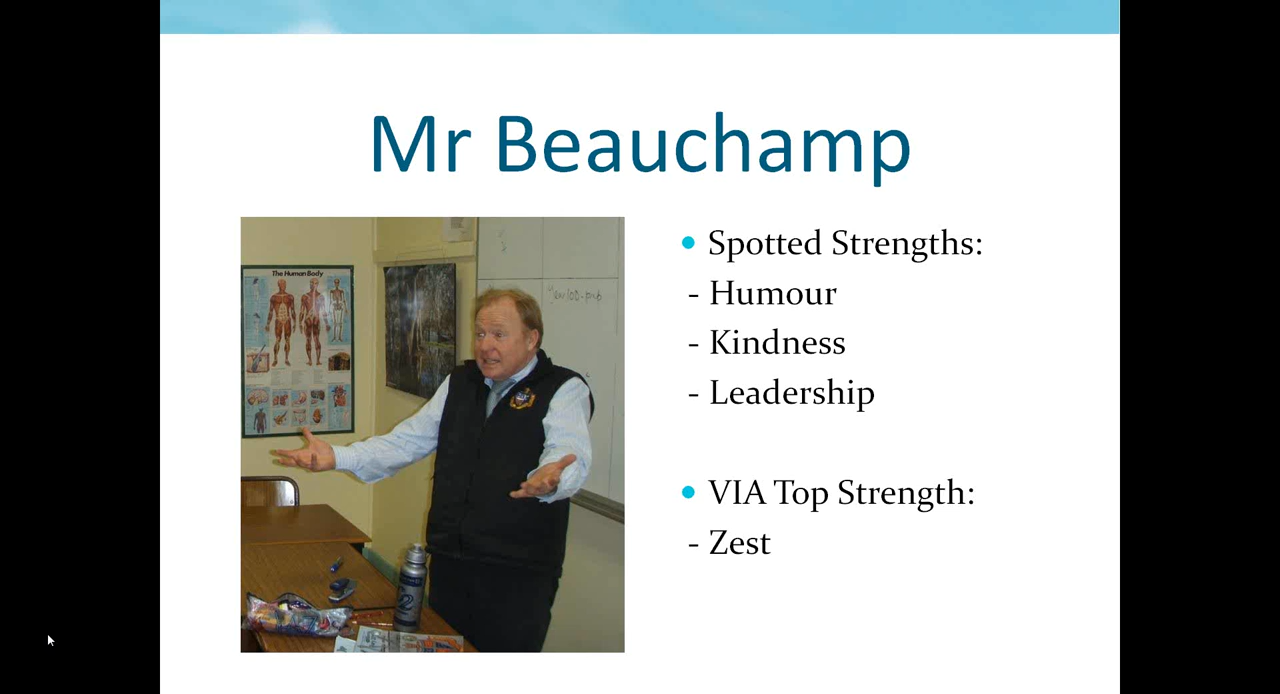 Mr Beauchamp
Spotted Strengths:
- Humour
- Kindness
- Leadership
VIA Top Strength:
- Zest
The Human Body